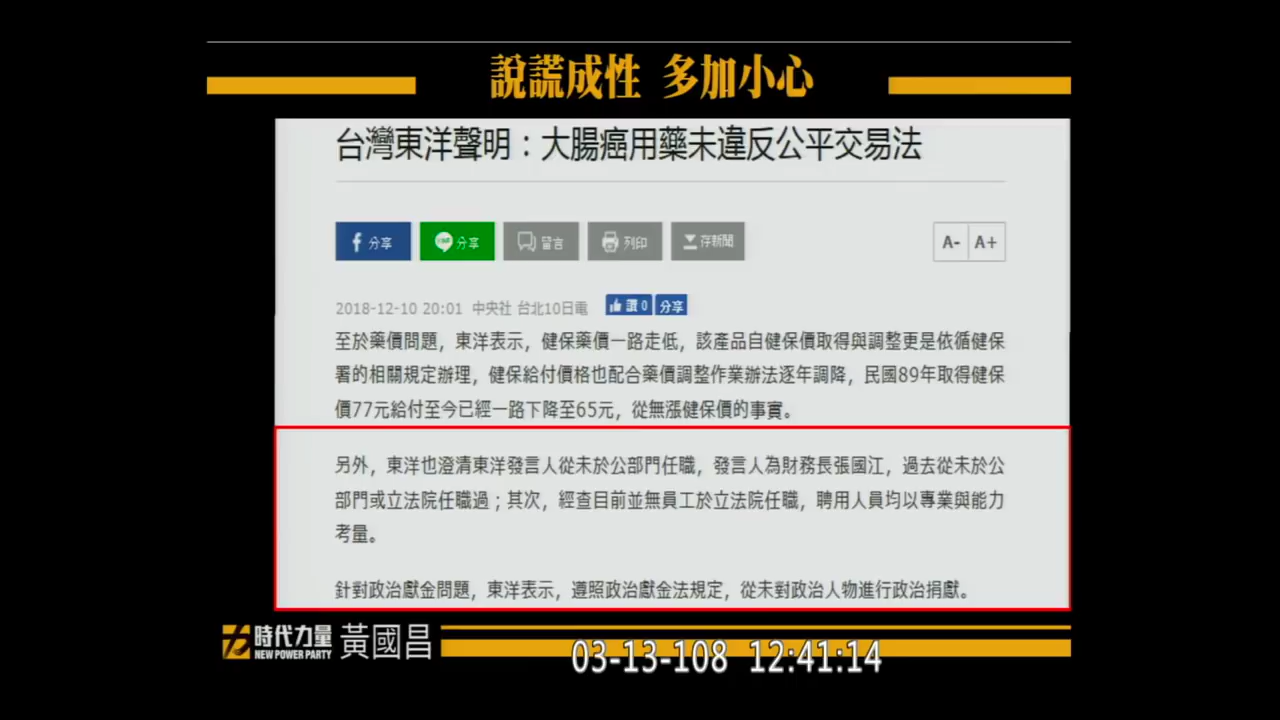 說謊成性 多加小心
台灣東洋聲明：大腸癌用藥未違反公平交易法
分享 分享 留言 列印 存新聞 A- A+
2018-12-10 20:01 中央社 台北10日電 讚 0 分享
至於藥價問題，東洋表示，健保藥價一路走低，該產品自健保價取得與調整更是依循健保
署的相關規定辦理，健保給付價格也配合藥價調整作業辦法逐年調降，民國89年取得健保
價77元給付至今已經一路下降至65元，從無漲健保價的事實。
另外，東洋也澄清東洋發言人從未於公部門任職，發言人為財務長張國江，過去從未於公
部門或立法院任職過；其次，經查目前並無員工於立法院任職，聘用人員均以專業與能力
考量。
針對政治獻金問題，東洋表示，遵照政治獻金法規定，從未對政治人物進行政治捐獻。
時代力量 黃國昌
NEW POWER PARTY
03-13-108 12:41:14